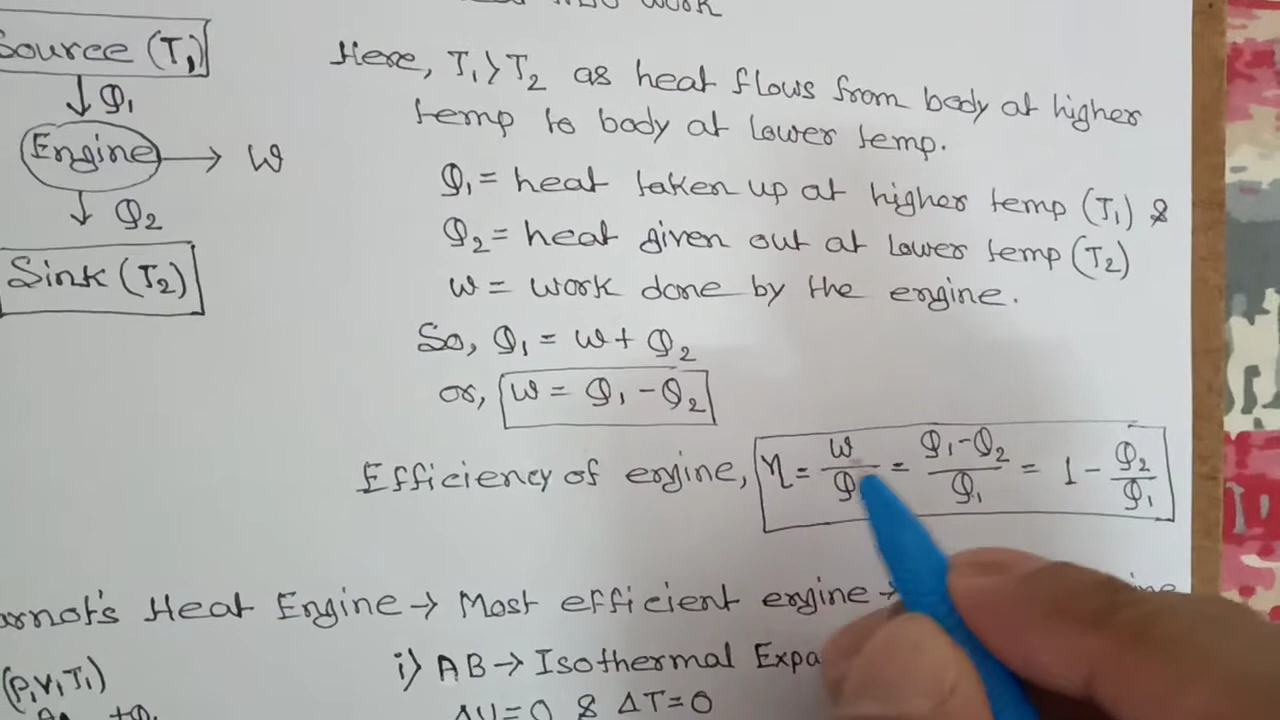 work
Source (T₁)
Here, T₁>T₂ as heat flows from body at higher
temp to body at lower temp.
Q₁
Engine → W
Q₂
Sink (T₂)
Q₁ = heat taken up at higher temp (T₁) &
Q₂ = heat given out at lower temp (T₂)
W = work done by the engine.
So, Q₁ = W + Q₂
or, W = Q₁ - Q₂
Efficiency of engine, η = W/Q = Q₁-Q₂/Q₁ = 1 - Q₂/Q₁
arnot's Heat Engine → Most efficient engine →
(P₁V₁T₁)
i) AB → Isothermal Expa
ΔU = 0 & ΔT = 0